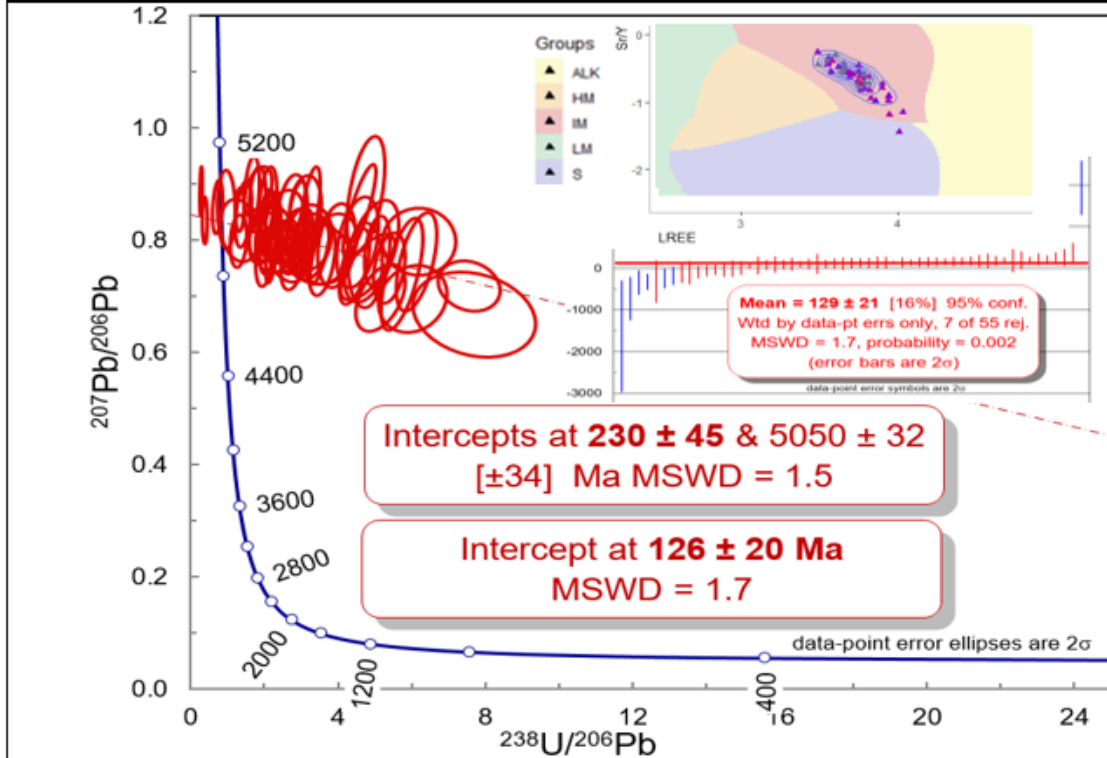 1.2
1.0
0.8
0.6
0.4
0.2
0.0
²⁰⁷Pb/²⁰⁶Pb
0
4
8
12
16
20
24
²³⁸U/²⁰⁶Pb
5200
4400
3600
2800
2000
1200
400
Groups
ALK
HM
IM
LM
S
Sr/Y
0
-1
-2
3
4
LREE
0
-1000
-2000
-3000
Mean = 129 ± 21 [16%] 95% conf.
Wtd by data-pt errs only, 7 of 55 rej.
MSWD = 1.7, probability = 0.002
(error bars are 2σ)
data-point error symbols are 2σ
Intercepts at 230 ± 45 & 5050 ± 32
[±34] Ma MSWD = 1.5
Intercept at 126 ± 20 Ma
MSWD = 1.7
data-point error ellipses are 2σ